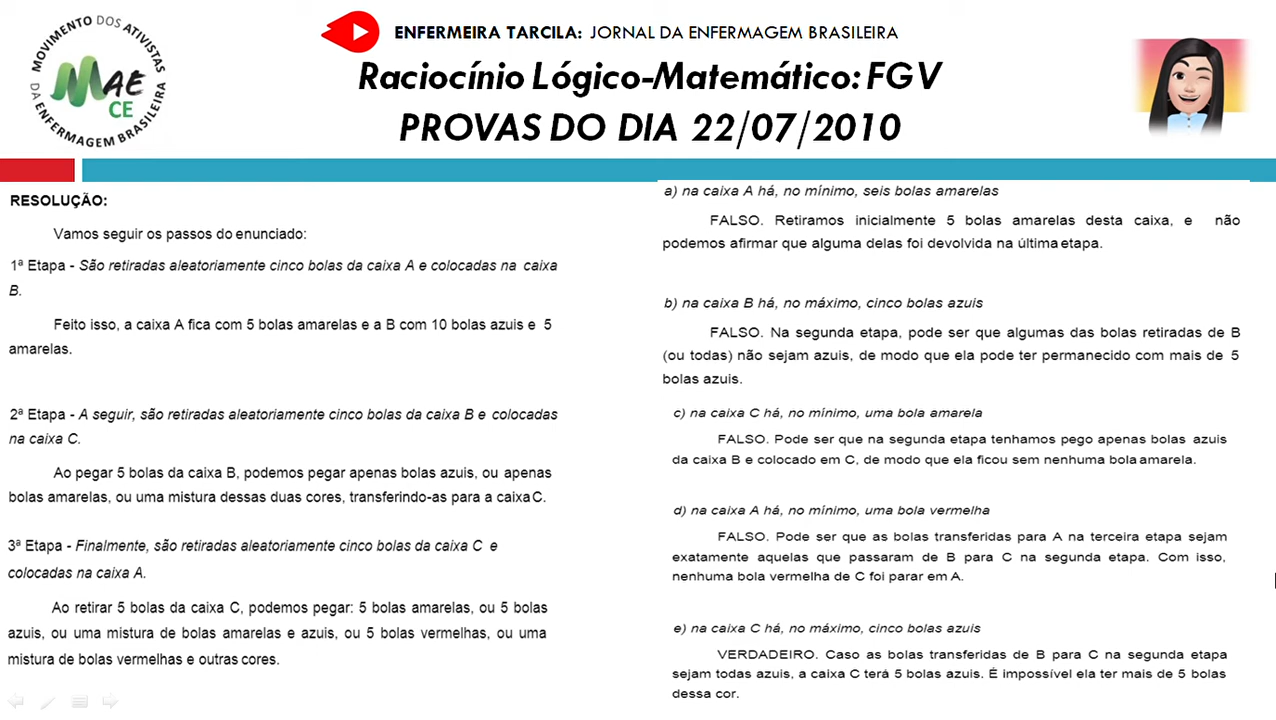 MOVIMENTO DOS ATIVISTAS
DA ENFERMAGEM BRASILEIRA
MAE
CE
ENFERMEIRA TARCILA: JORNAL DA ENFERMAGEM BRASILEIRA
Raciocínio Lógico-Matemático: FGV
PROVAS DO DIA 22/07/2010
RESOLUÇÃO:
Vamos seguir os passos do enunciado:
1ª Etapa - São retiradas aleatoriamente cinco bolas da caixa A e colocadas na caixa
B.
Feito isso, a caixa A fica com 5 bolas amarelas e a B com 10 bolas azuis e 5
amarelas.
2ª Etapa - A seguir, são retiradas aleatoriamente cinco bolas da caixa B e colocadas
na caixa C.
Ao pegar 5 bolas da caixa B, podemos pegar apenas bolas azuis, ou apenas
bolas amarelas, ou uma mistura dessas duas cores, transferindo-as para a caixa C.
3ª Etapa - Finalmente, são retiradas aleatoriamente cinco bolas da caixa C e
colocadas na caixa A.
Ao retirar 5 bolas da caixa C, podemos pegar: 5 bolas amarelas, ou 5 bolas
azuis, ou uma mistura de bolas amarelas e azuis, ou 5 bolas vermelhas, ou uma
mistura de bolas vermelhas e outras cores.
a) na caixa A há, no mínimo, seis bolas amarelas
FALSO. Retiramos inicialmente 5 bolas amarelas desta caixa, e não
podemos afirmar que alguma delas foi devolvida na última etapa.
b) na caixa B há, no máximo, cinco bolas azuis
FALSO. Na segunda etapa, pode ser que algumas das bolas retiradas de B
(ou todas) não sejam azuis, de modo que ela pode ter permanecido com mais de 5
bolas azuis.
c) na caixa C há, no mínimo, uma bola amarela
FALSO. Pode ser que na segunda etapa tenhamos pego apenas bolas azuis
da caixa B e colocado em C, de modo que ela ficou sem nenhuma bola amarela.
d) na caixa A há, no mínimo, uma bola vermelha
FALSO. Pode ser que as bolas transferidas para A na terceira etapa sejam
exatamente aquelas que passaram de B para C na segunda etapa. Com isso,
nenhuma bola vermelha de C foi parar em A.
e) na caixa C há, no máximo, cinco bolas azuis
VERDADEIRO. Caso as bolas transferidas de B para C na segunda etapa
sejam todas azuis, a caixa C terá 5 bolas azuis. É impossível ela ter mais de 5 bolas
dessa cor.